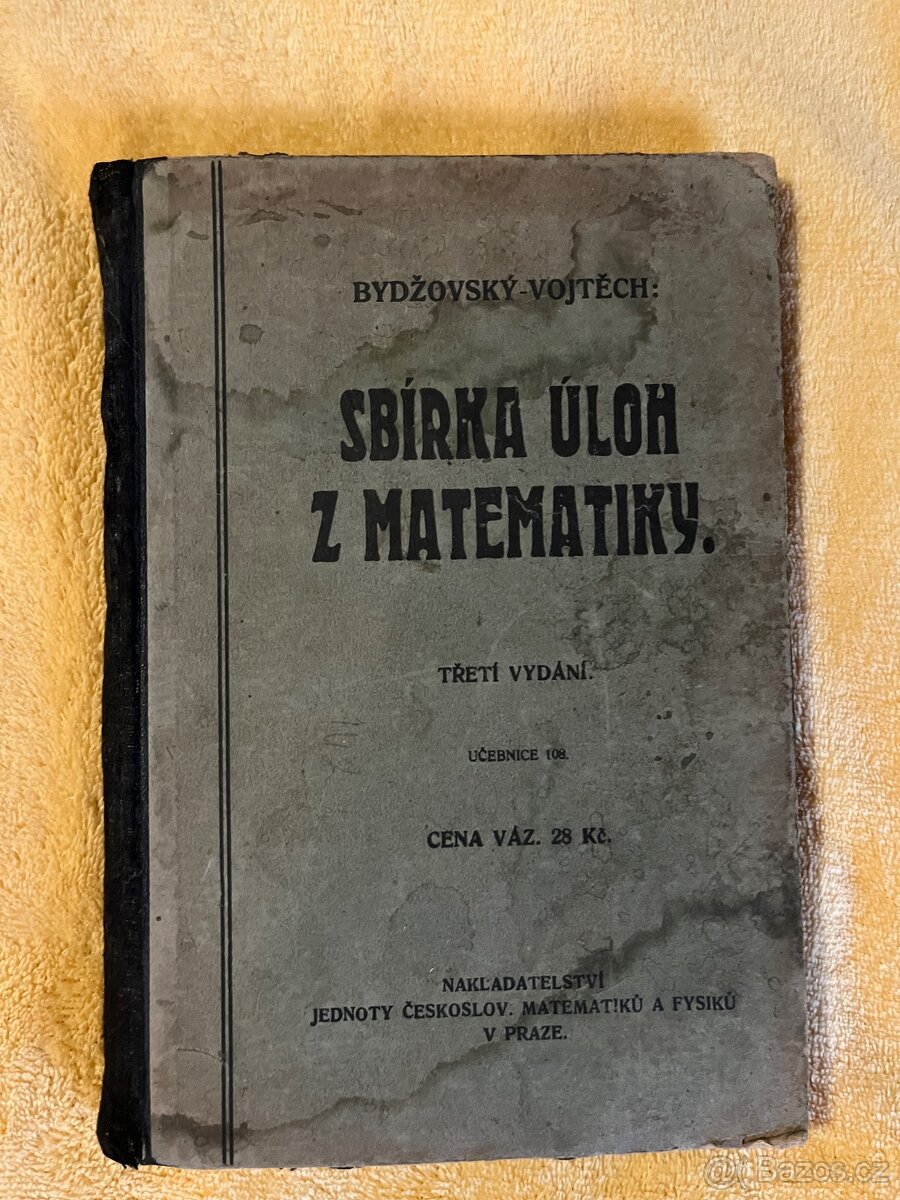 BYDŽOVSKÝ-VOJTĚCH:
SBÍRKA ÚLOH
Z MATEMATIKY.
TŘETÍ VYDÁNÍ.
UČEBNICE 108.
CENA VÁZ. 28 Kč.
NAKLADATELSTVÍ
JEDNOTY ČESKOSLOV. MATEMATIKŮ A FYSIKŮ
V PRAZE.
Bazos.cz